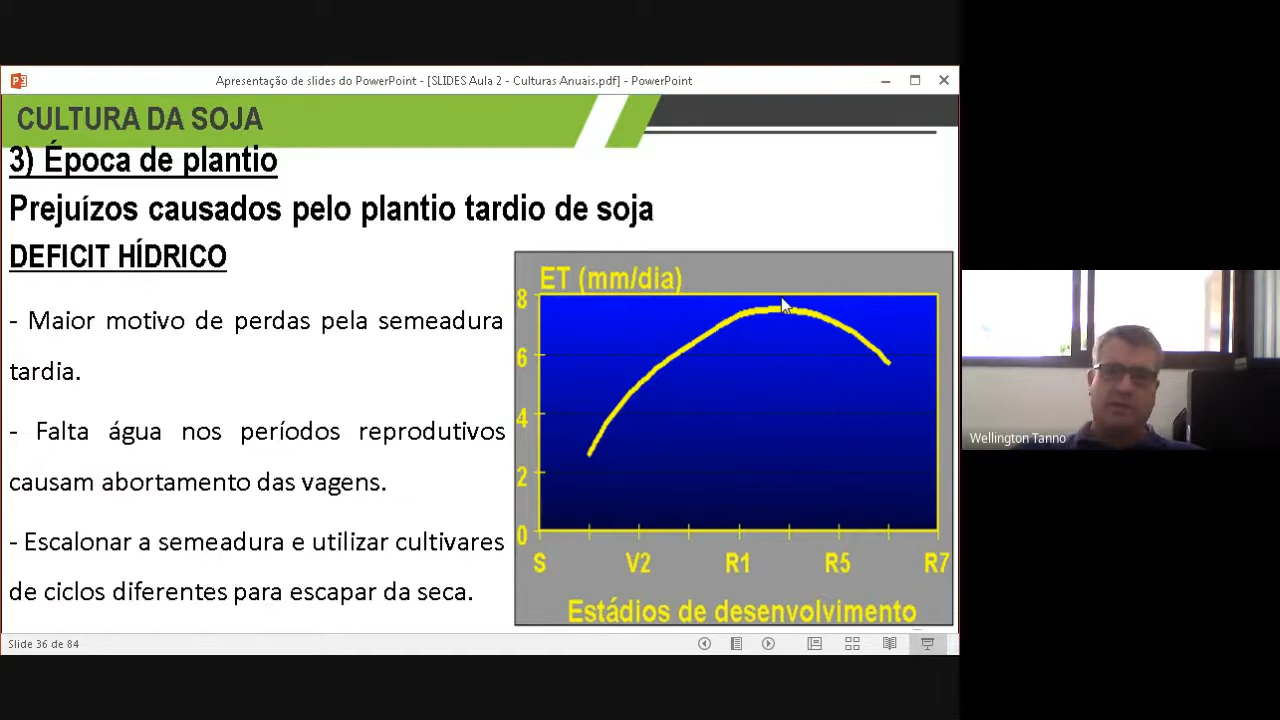 Apresentação de slides do PowerPoint - [SLIDES Aula 2 - Culturas Anuais.pdf] - PowerPoint
CULTURA DA SOJA
3) Época de plantio
Prejuízos causados pelo plantio tardio de soja
DEFICIT HÍDRICO
- Maior motivo de perdas pela semeadura
tardia.
- Falta água nos períodos reprodutivos
causam abortamento das vagens.
- Escalonar a semeadura e utilizar cultivares
de ciclos diferentes para escapar da seca.
ET (mm/dia)
8
6
4
2
0
S V2 R1 R5 R7
Estádios de desenvolvimento
Wellington Tanno
Slide 36 de 84